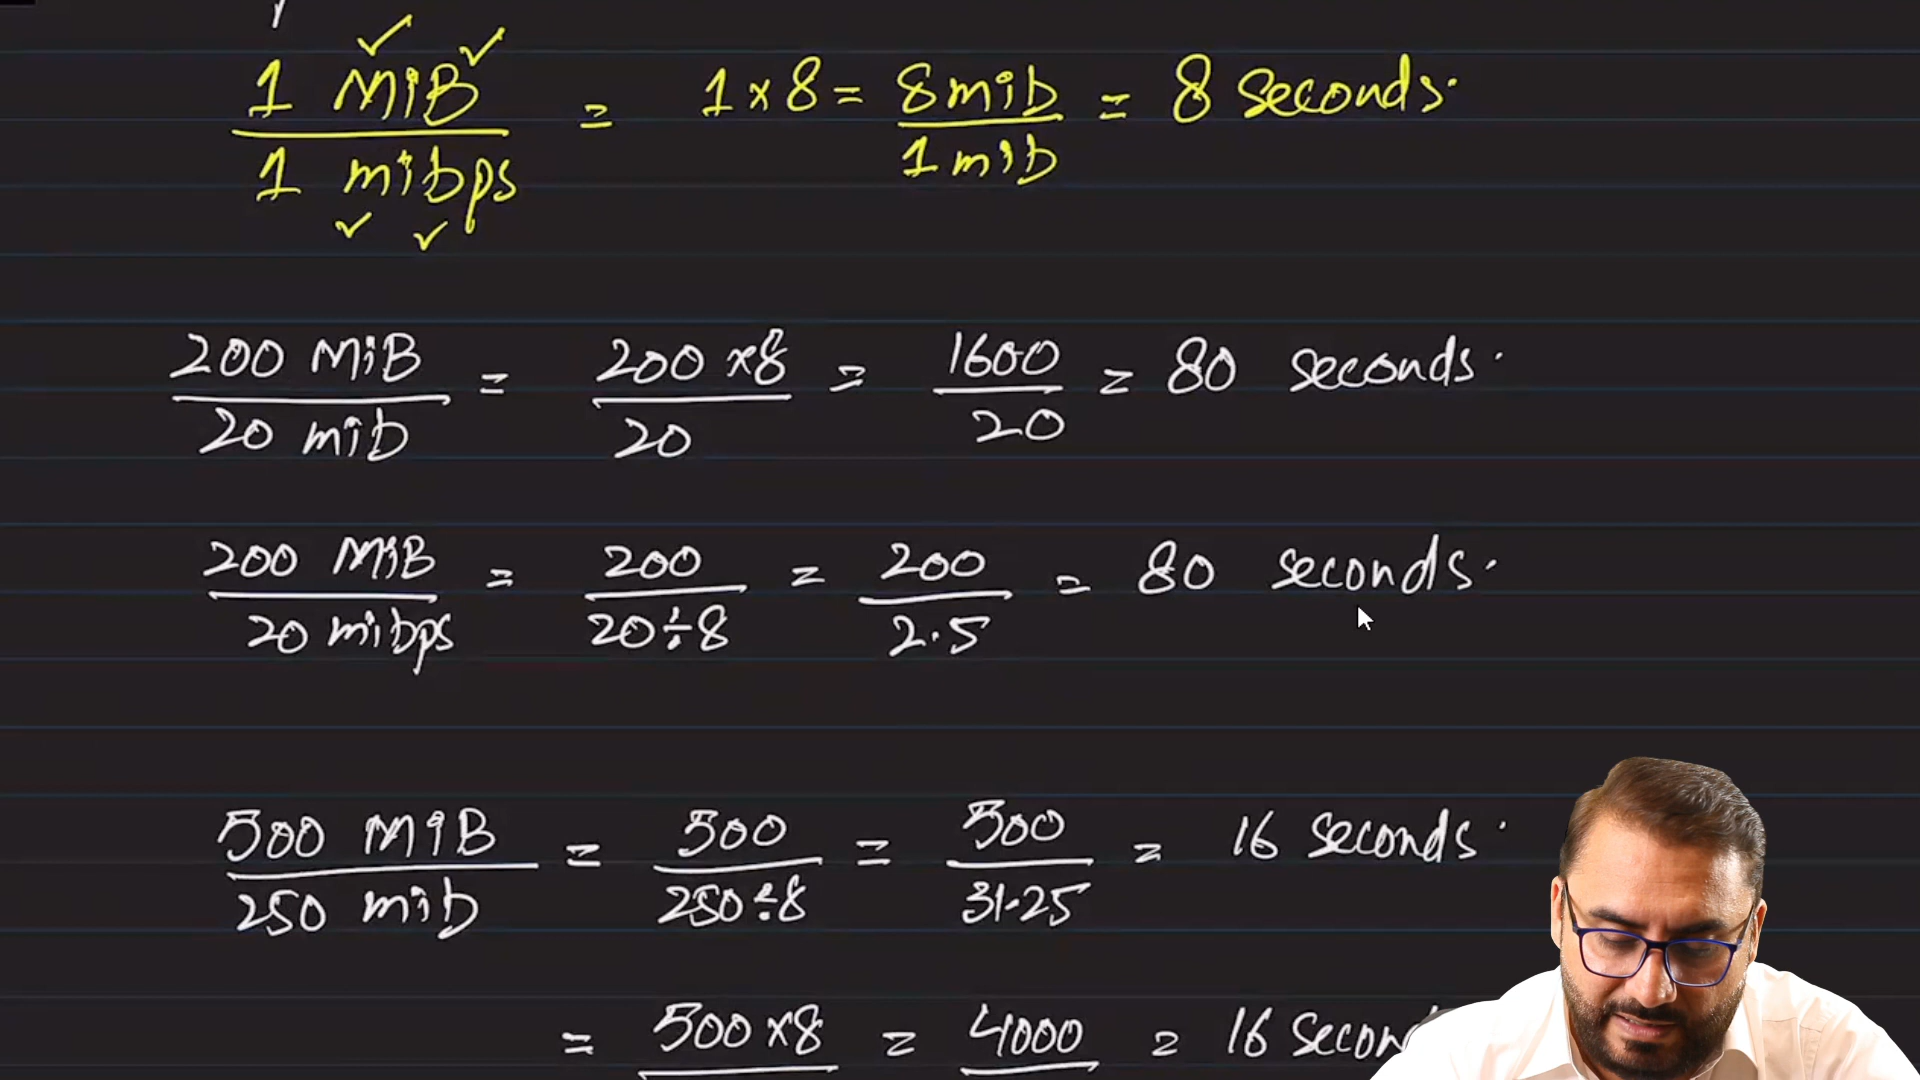 1 MiB / 1 mibps = 1 × 8 = 8 mib / 1 mib = 8 seconds.
200 MiB / 20 mib = 200 × 8 / 20 = 1600 / 20 = 80 seconds.
200 MiB / 20 mibps = 200 / 20 ÷ 8 = 200 / 2.5 = 80 seconds.
500 MiB / 250 mib = 500 / 250 ÷ 8 = 500 / 31.25 = 16 seconds.
= 500 × 8 = 4000 = 16